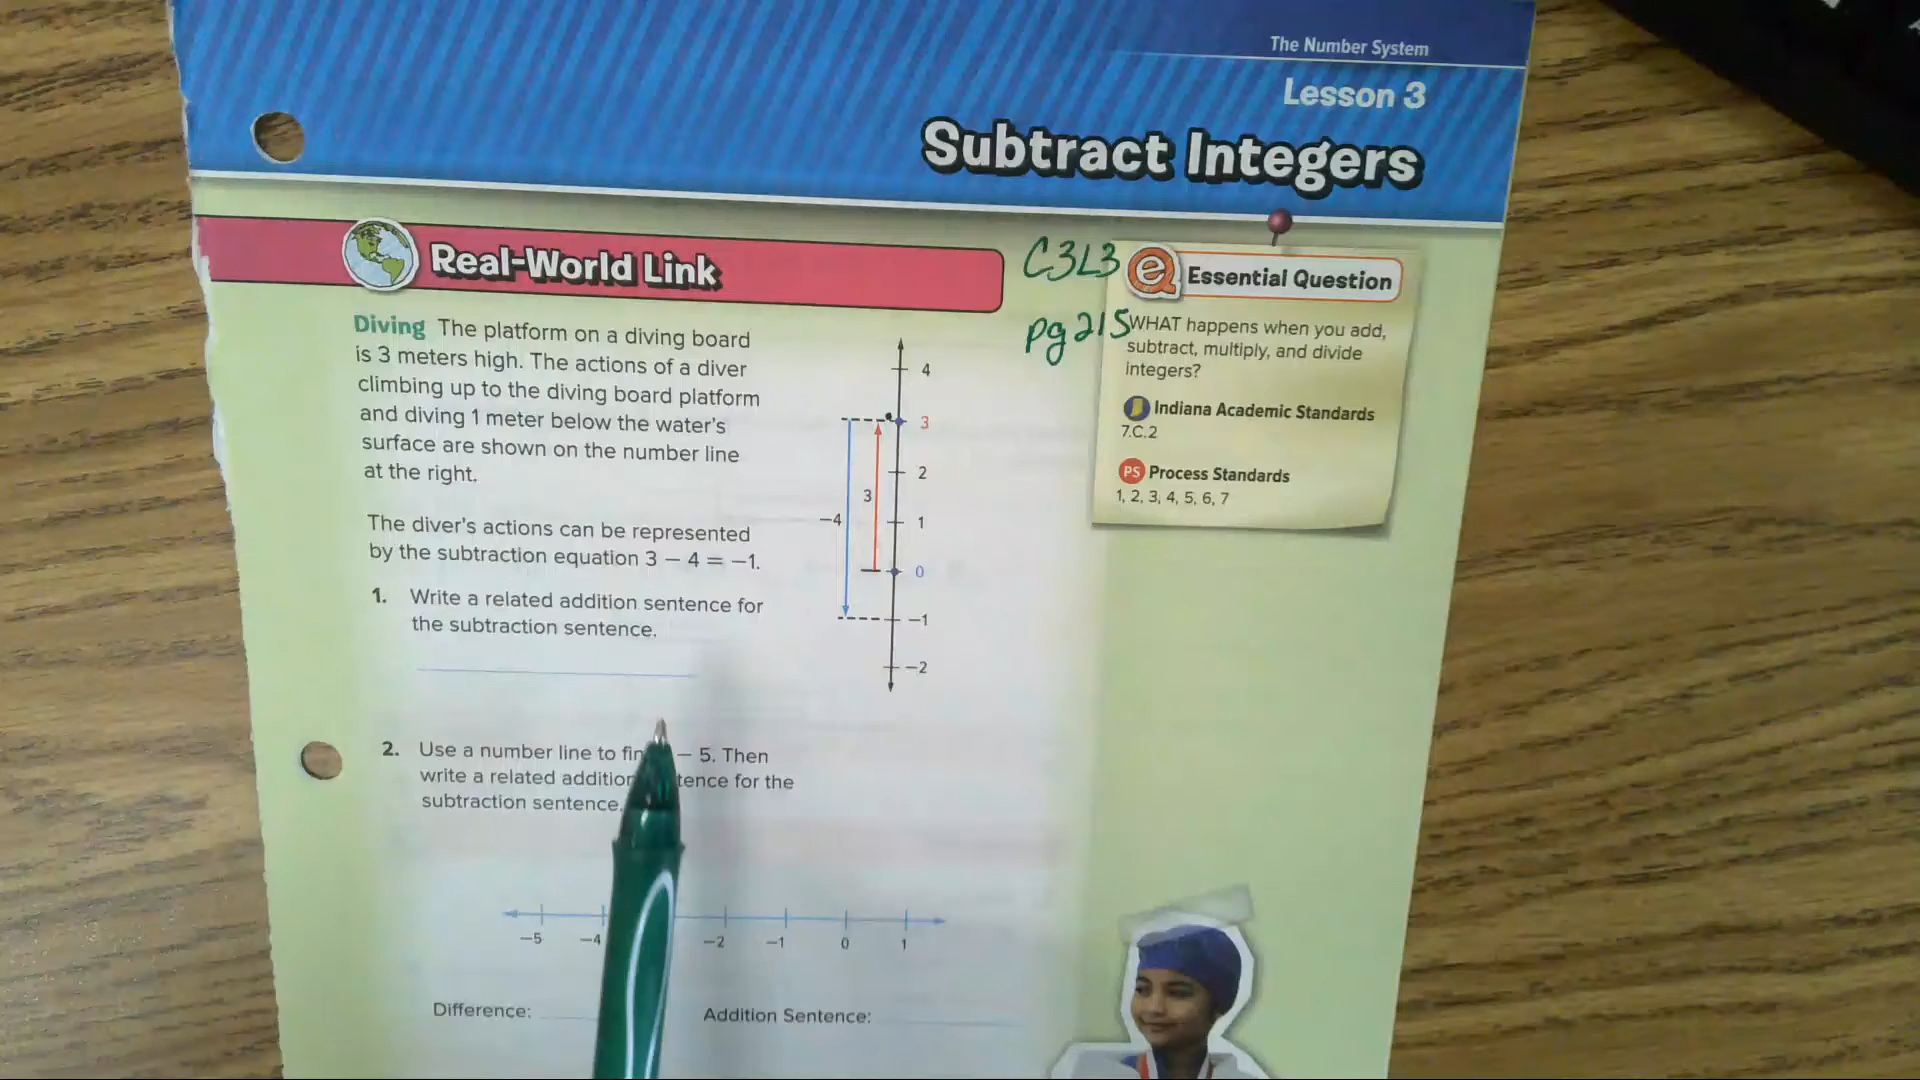 The Number System
Lesson 3
Subtract Integers
Real-World Link
C3L3
pg 215
Essential Question
WHAT happens when you add,
subtract, multiply, and divide
integers?
Indiana Academic Standards
7.C.2
PS Process Standards
1, 2, 3, 4, 5, 6, 7
Diving The platform on a diving board
is 3 meters high. The actions of a diver
climbing up to the diving board platform
and diving 1 meter below the water's
surface are shown on the number line
at the right.
The diver's actions can be represented
by the subtraction equation 3 – 4 = –1.
4
3
2
1
0
–1
–2
3
–4
1. Write a related addition sentence for
the subtraction sentence.
2. Use a number line to – 5. Then
write a related for the
subtraction sentence.
–5 –4 –2 –1 0 1
Difference: Addition Sentence: